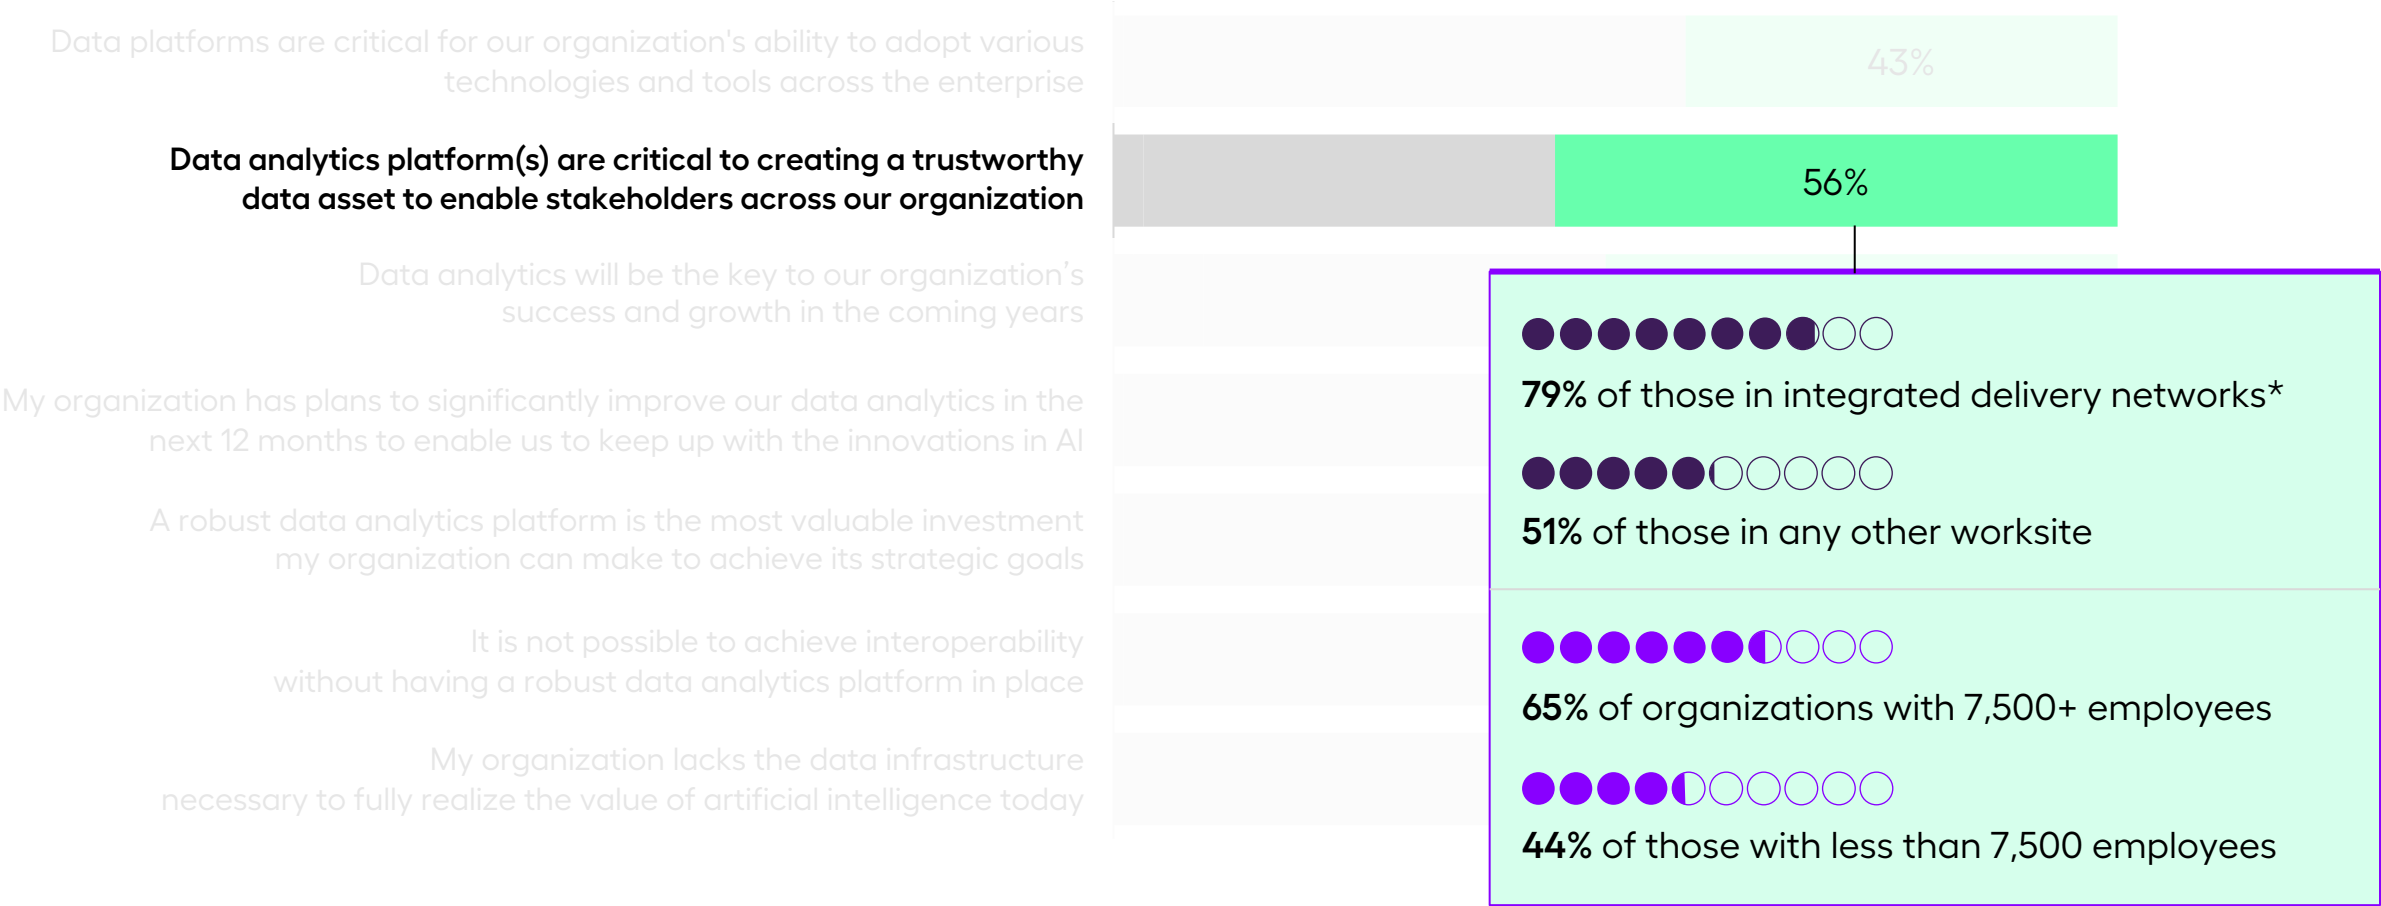 Data platforms are critical for our organization's ability to adopt various
technologies and tools across the enterprise
43%
Data analytics platform(s) are critical to creating a trustworthy
data asset to enable stakeholders across our organization
56%
Data analytics will be the key to our organization’s
success and growth in the coming years
My organization has plans to significantly improve our data analytics in the
next 12 months to enable us to keep up with the innovations in AI
A robust data analytics platform is the most valuable investment
my organization can make to achieve its strategic goals
It is not possible to achieve interoperability
without having a robust data analytics platform in place
My organization lacks the data infrastructure
necessary to fully realize the value of artificial intelligence today
79% of those in integrated delivery networks*
51% of those in any other worksite
65% of organizations with 7,500+ employees
44% of those with less than 7,500 employees